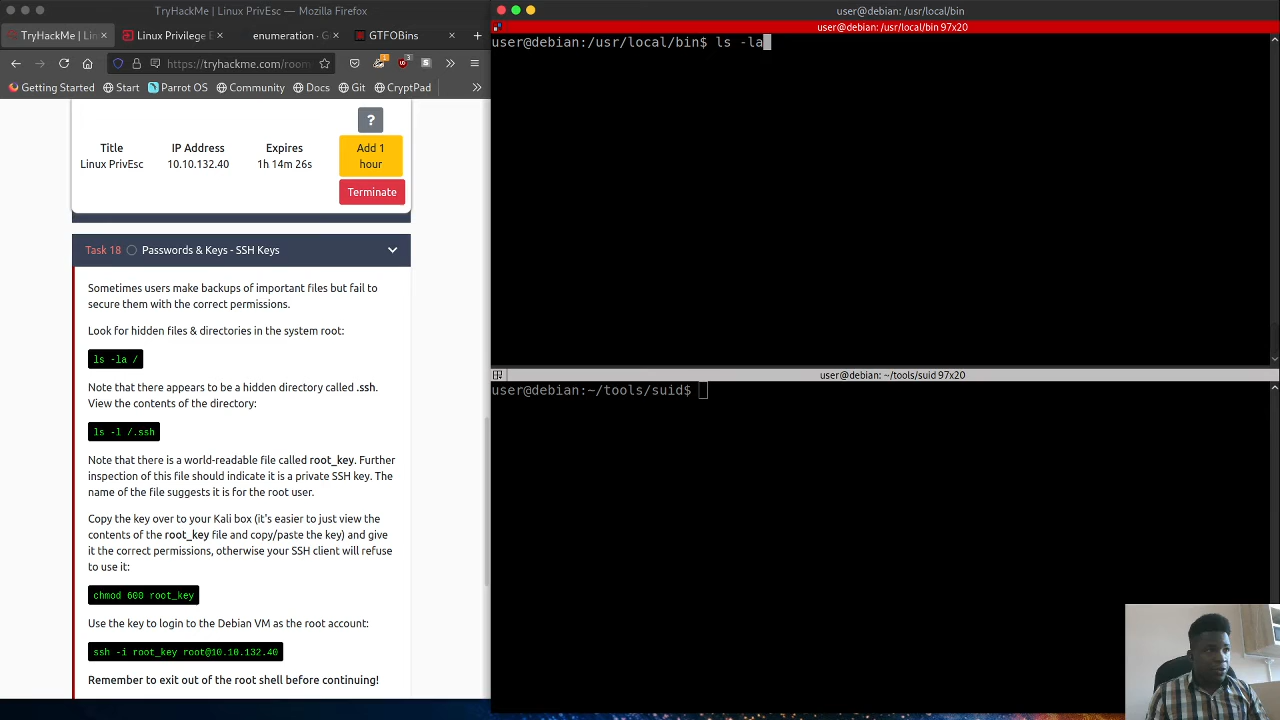 TryHackMe | Linux PrivEsc — Mozilla Firefox
TryHackMe | Lin
Linux Privilege E
enumeration - G
GTFOBins
https://tryhackme.com/room
Getting Started
Start
Parrot OS
Community
Docs
Git
CryptPad
?
Title
IP Address
Expires
Linux PrivEsc
10.10.132.40
1h 14m 26s
Add 1
hour
Terminate
Task 18
Passwords & Keys - SSH Keys
Sometimes users make backups of important files but fail to
secure them with the correct permissions.
Look for hidden files & directories in the system root:
ls -la /
Note that there appears to be a hidden directory called .ssh.
View the contents of the directory:
ls -l /.ssh
Note that there is a world-readable file called root_key. Further
inspection of this file should indicate it is a private SSH key. The
name of the file suggests it is for the root user.
Copy the key over to your Kali box (it's easier to just view the
contents of the root_key file and copy/paste the key) and give
it the correct permissions, otherwise your SSH client will refuse
to use it:
chmod 600 root_key
Use the key to login to the Debian VM as the root account:
ssh -i root_key root@10.10.132.40
Remember to exit out of the root shell before continuing!
user@debian: /usr/local/bin
user@debian: /usr/local/bin 97x20
user@debian:/usr/local/bin$ ls -la
user@debian: ~/tools/suid 97x20
user@debian:~/tools/suid$